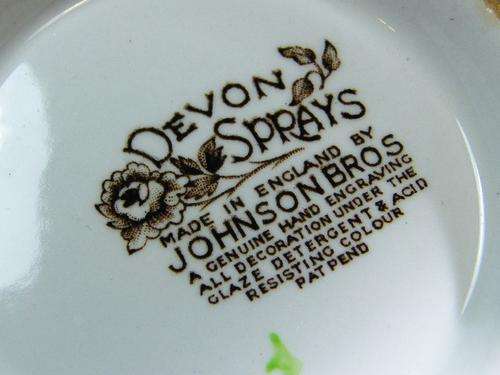 DEVON
SPRAYS
MADE IN ENGLAND BY
JOHNSON BROS
A GENUINE HAND ENGRAVING
ALL DECORATION UNDER THE
GLAZE DETERGENT & ACID
RESISTING COLOUR
PAT PEND